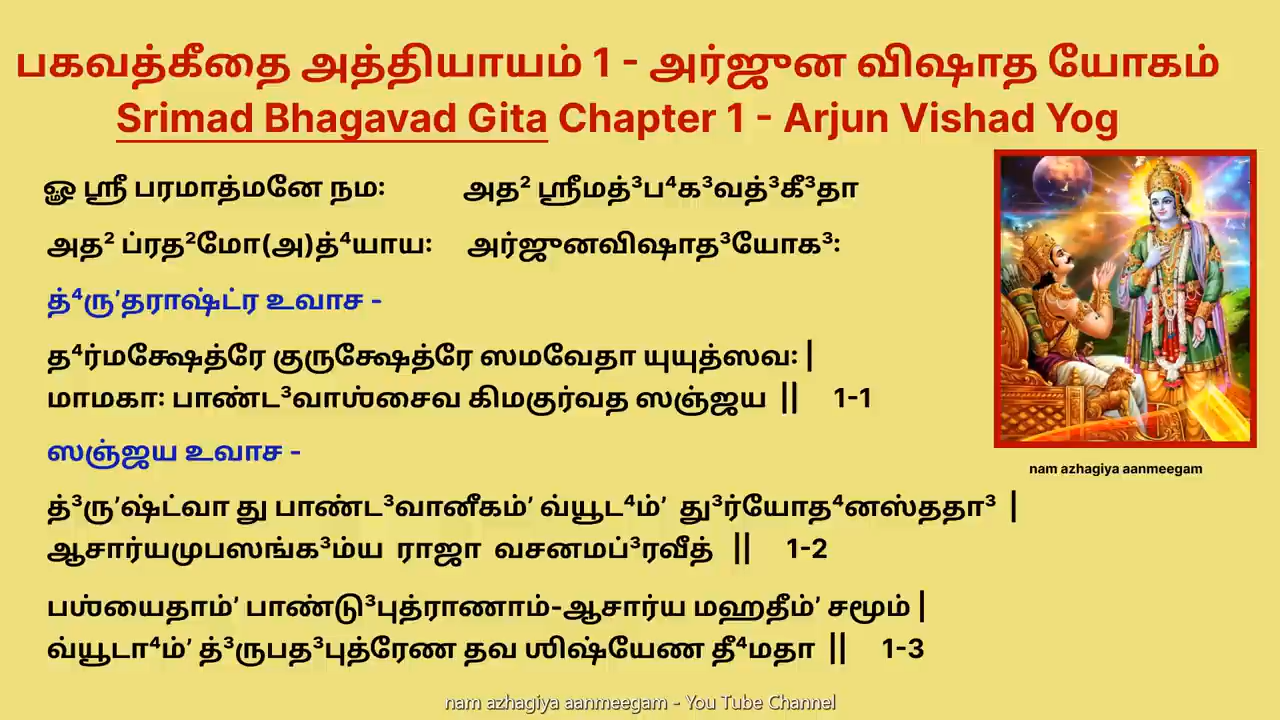 பகவத்கீதை அத்தியாயம் 1 - அர்ஜுன விஷாத யோகம்
Srimad Bhagavad Gita Chapter 1 - Arjun Vishad Yog
ௐ ஸ்ரீ பரமாத்மனே நம: அத² ஸ்ரீமத்³ப⁴க³வத்³கீ³தா
அத² ப்ரத²மோ(அ)த்⁴யாய: அர்ஜுனவிஷாத³யோக³:
த்⁴ரு’தராஷ்ட்ர உவாச -
த⁴ர்மக்ஷேத்ரே குருக்ஷேத்ரே ஸமவேதா யுயுத்ஸவ: |
மாமகா: பாண்ட³வாஶ்சைவ கிமகுர்வத ஸஞ்ஜய || 1-1
ஸஞ்ஜய உவாச -
த்³ரு’ஷ்ட்வா து பாண்ட³வானீகம்’ வ்யூட⁴ம்’ து³ர்யோத⁴னஸ்ததா³ |
ஆசார்யமுபஸங்க³ம்ய ராஜா வசனமப்³ரவீத் || 1-2
பஶ்யைதாம்’ பாண்டு³புத்ராணாம்-ஆசார்ய மஹதீம்’ சமூம் |
வ்யூடா⁴ம்’ த்³ருபத³புத்ரேண தவ ஶிஷ்யேண தீ⁴மதா || 1-3
nam azhagiya aanmeegam
nam azhagiya aanmeegam - You Tube Channel